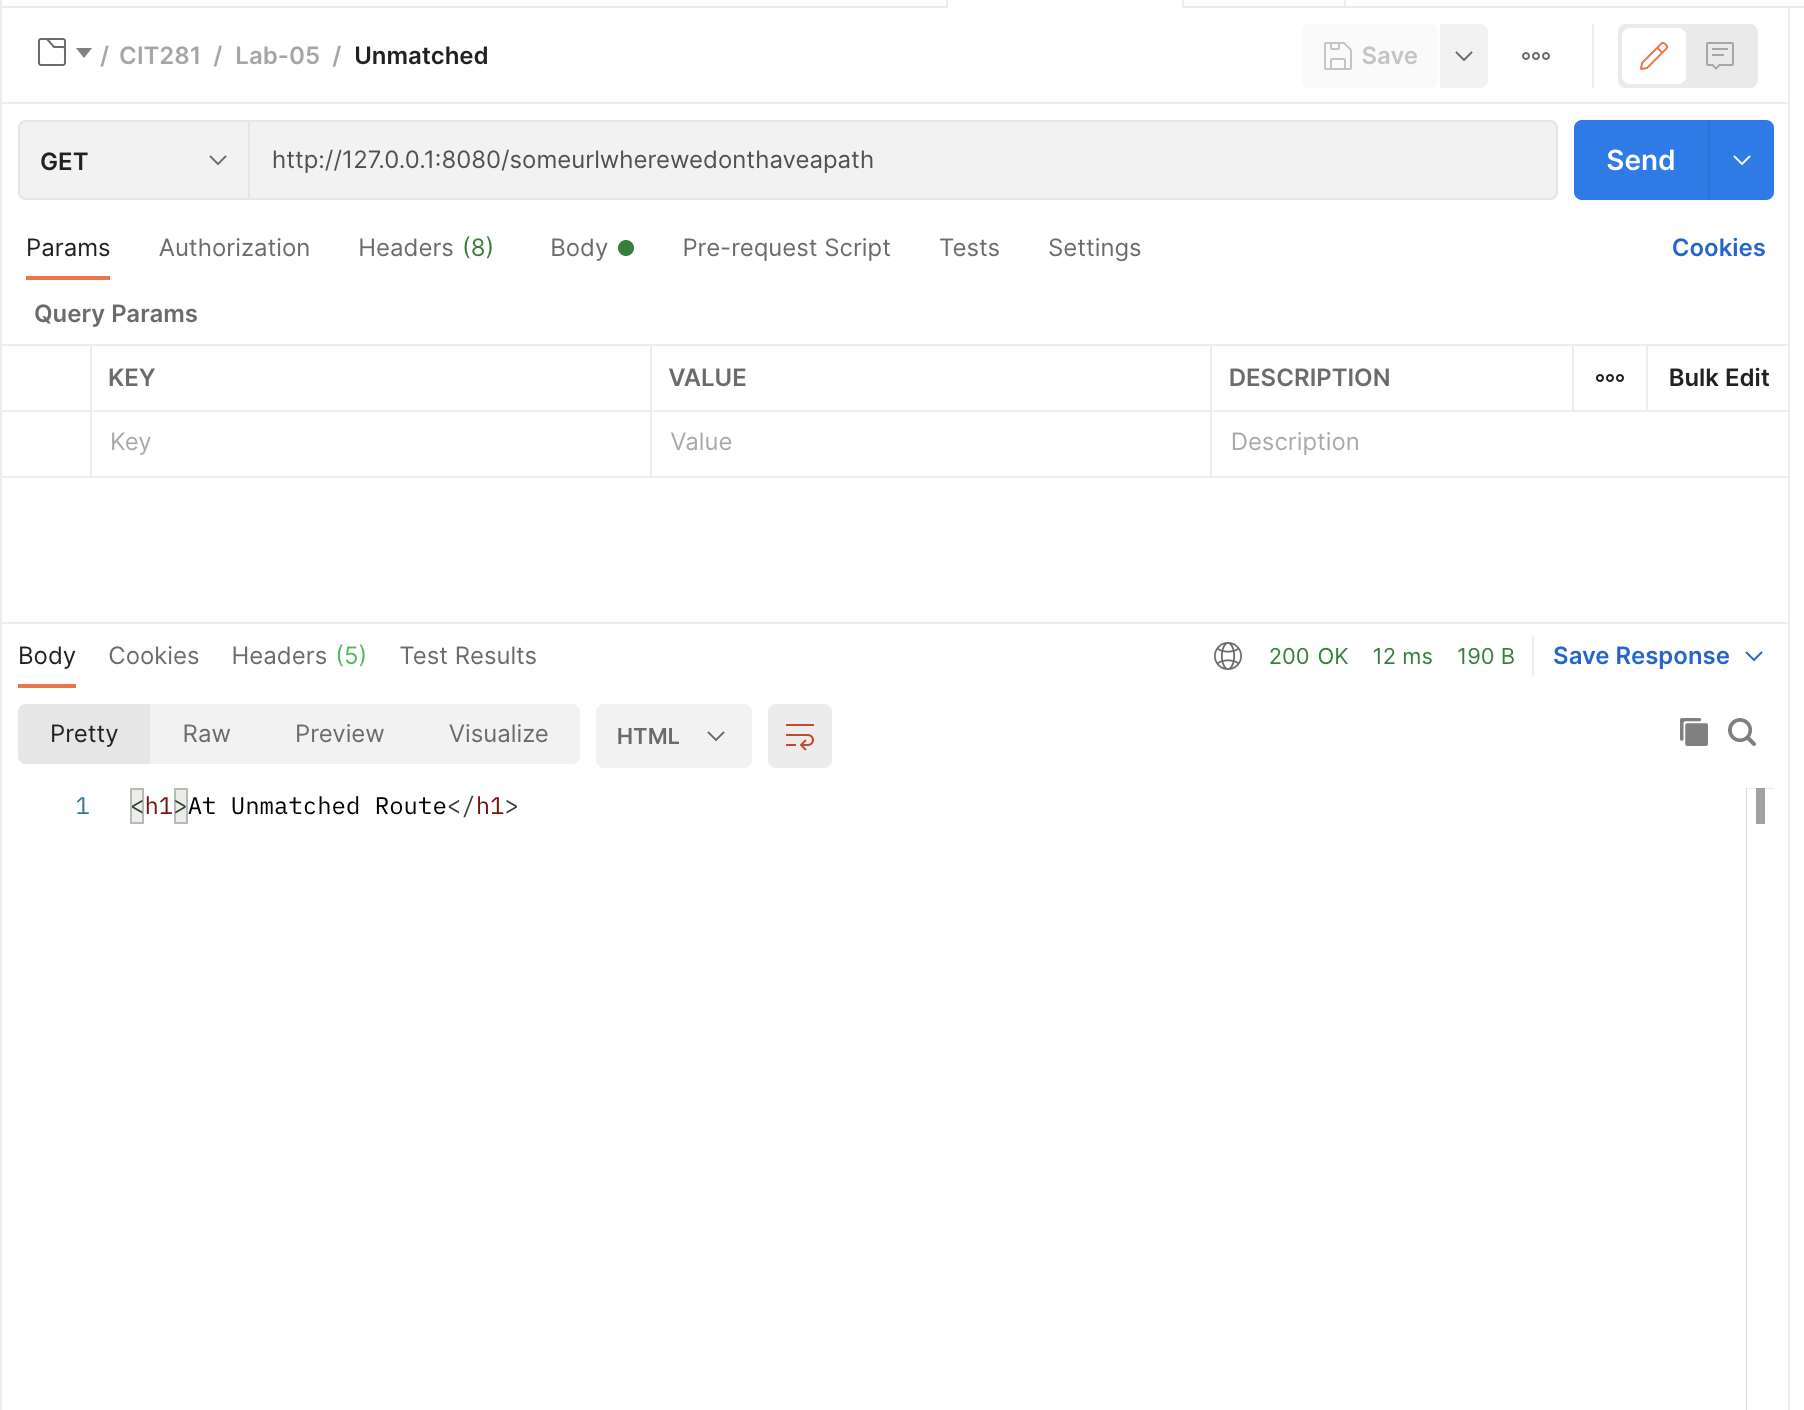 / CIT281 / Lab-05 / Unmatched Save
GET http://127.0.0.1:8080/someurlwherewedonthaveapath Send
Params Authorization Headers (8) Body Pre-request Script Tests Settings Cookies
Query Params
KEY VALUE DESCRIPTION Bulk Edit
Key Value Description
Body Cookies Headers (5) Test Results 200 OK 12 ms 190 B Save Response
Pretty Raw Preview Visualize HTML
1 <h1>At Unmatched Route</h1>